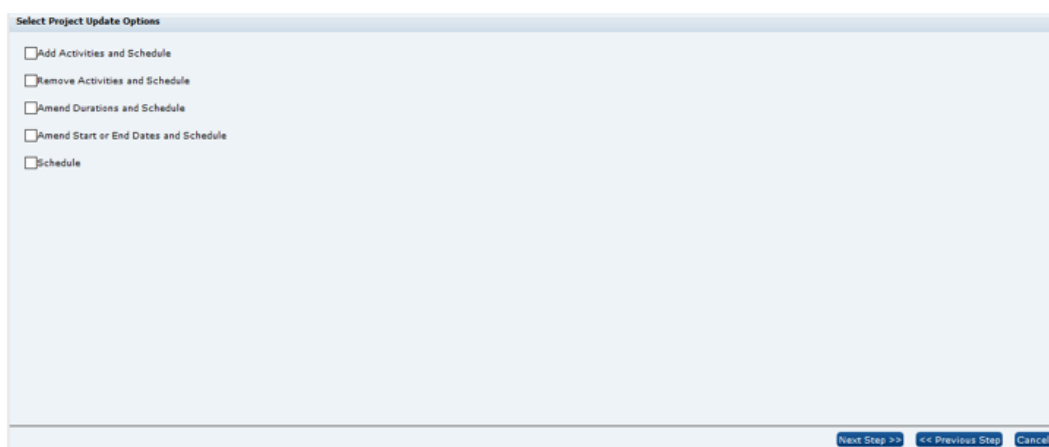 Select Project Update Options
Add Activities and Schedule
Remove Activities and Schedule
Amend Durations and Schedule
Amend Start or End Dates and Schedule
Schedule
Next Step >> << Previous Step Cancel